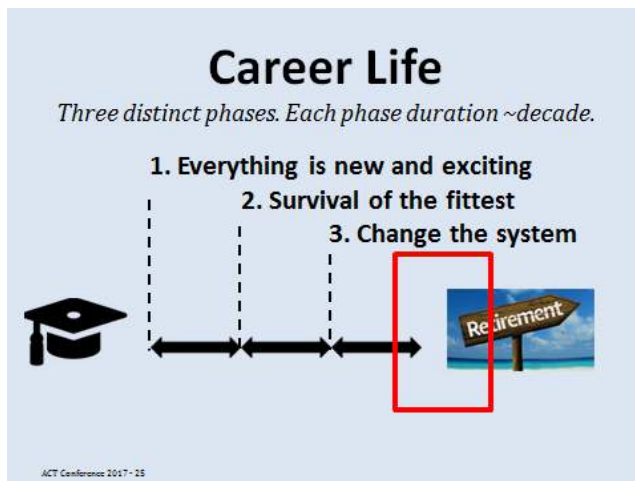 Career Life
Three distinct phases. Each phase duration ~decade.
1. Everything is new and exciting
2. Survival of the fittest
3. Change the system
Retirement
ACT Conference 2017 - 25